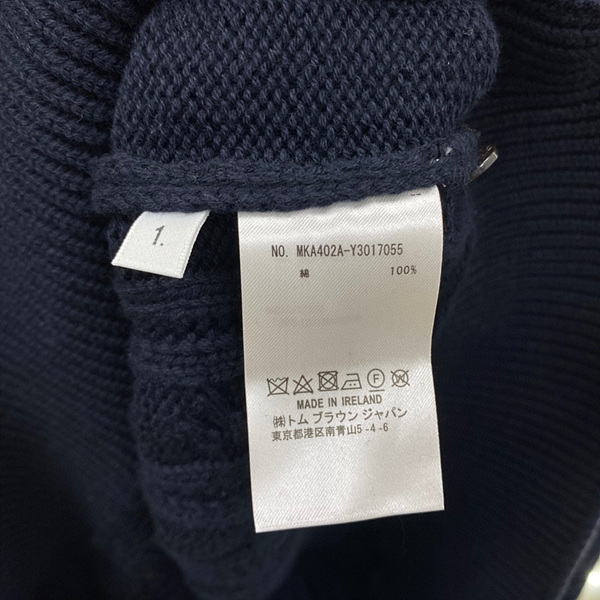 1.
NO. MKA402A-Y3017055
綿 100%
F W
MADE IN IRELAND
㈱トム ブラウン ジャパン
東京都港区南青山5-4-6